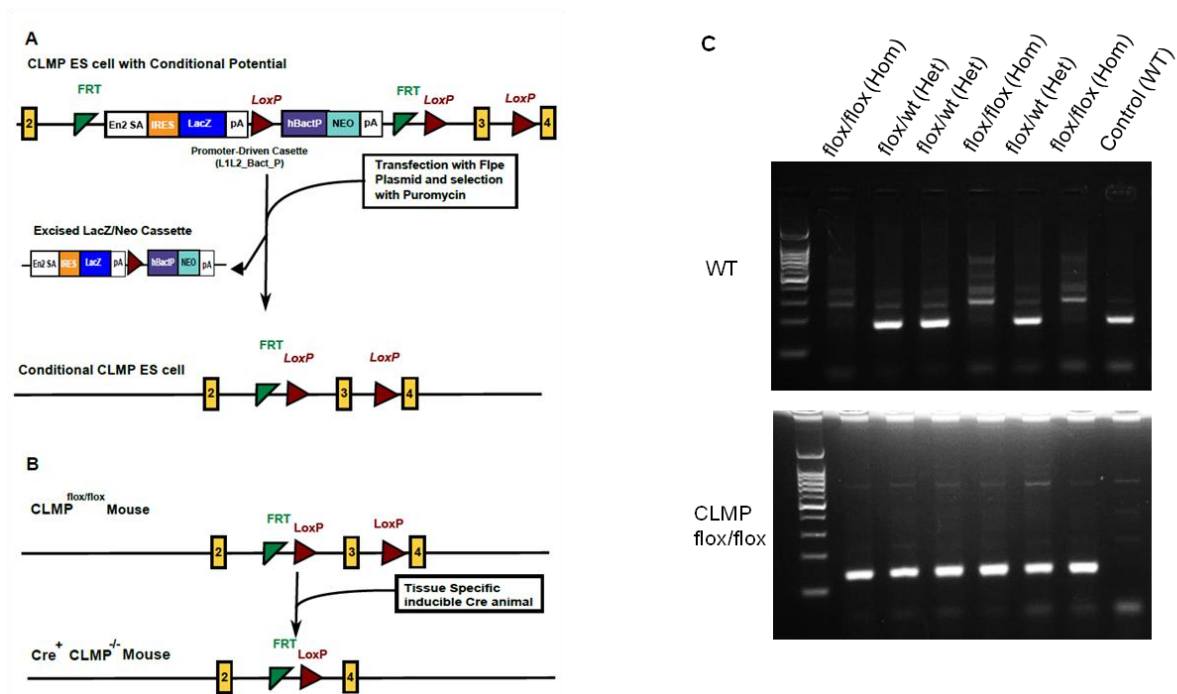 A
CLMP ES cell with Conditional Potential
FRT LoxP FRT LoxP LoxP
2 En2 SA IRES LacZ pA hBactP NEO pA 3 4
Promoter-Driven Casette
(L1L2_Bact_P)
Transfection with Flpe
Plasmid and selection
with Puromycin
Excised LacZ/Neo Cassette
En2 SA IRES LacZ pA hBactP NEO pA
FRT
LoxP LoxP
Conditional CLMP ES cell
2 3 4
B
CLMP flox/flox Mouse
FRT
LoxP LoxP
2 3 4
Tissue Specific
inducible Cre animal
FRT
LoxP
Cre+ CLMP-/- Mouse
2 4
C
flox/flox (Hom)
flox/wt (Het)
flox/wt (Het)
flox/flox (Hom)
flox/wt (Het)
flox/flox (Hom)
Control (WT)
WT
CLMP
flox/flox